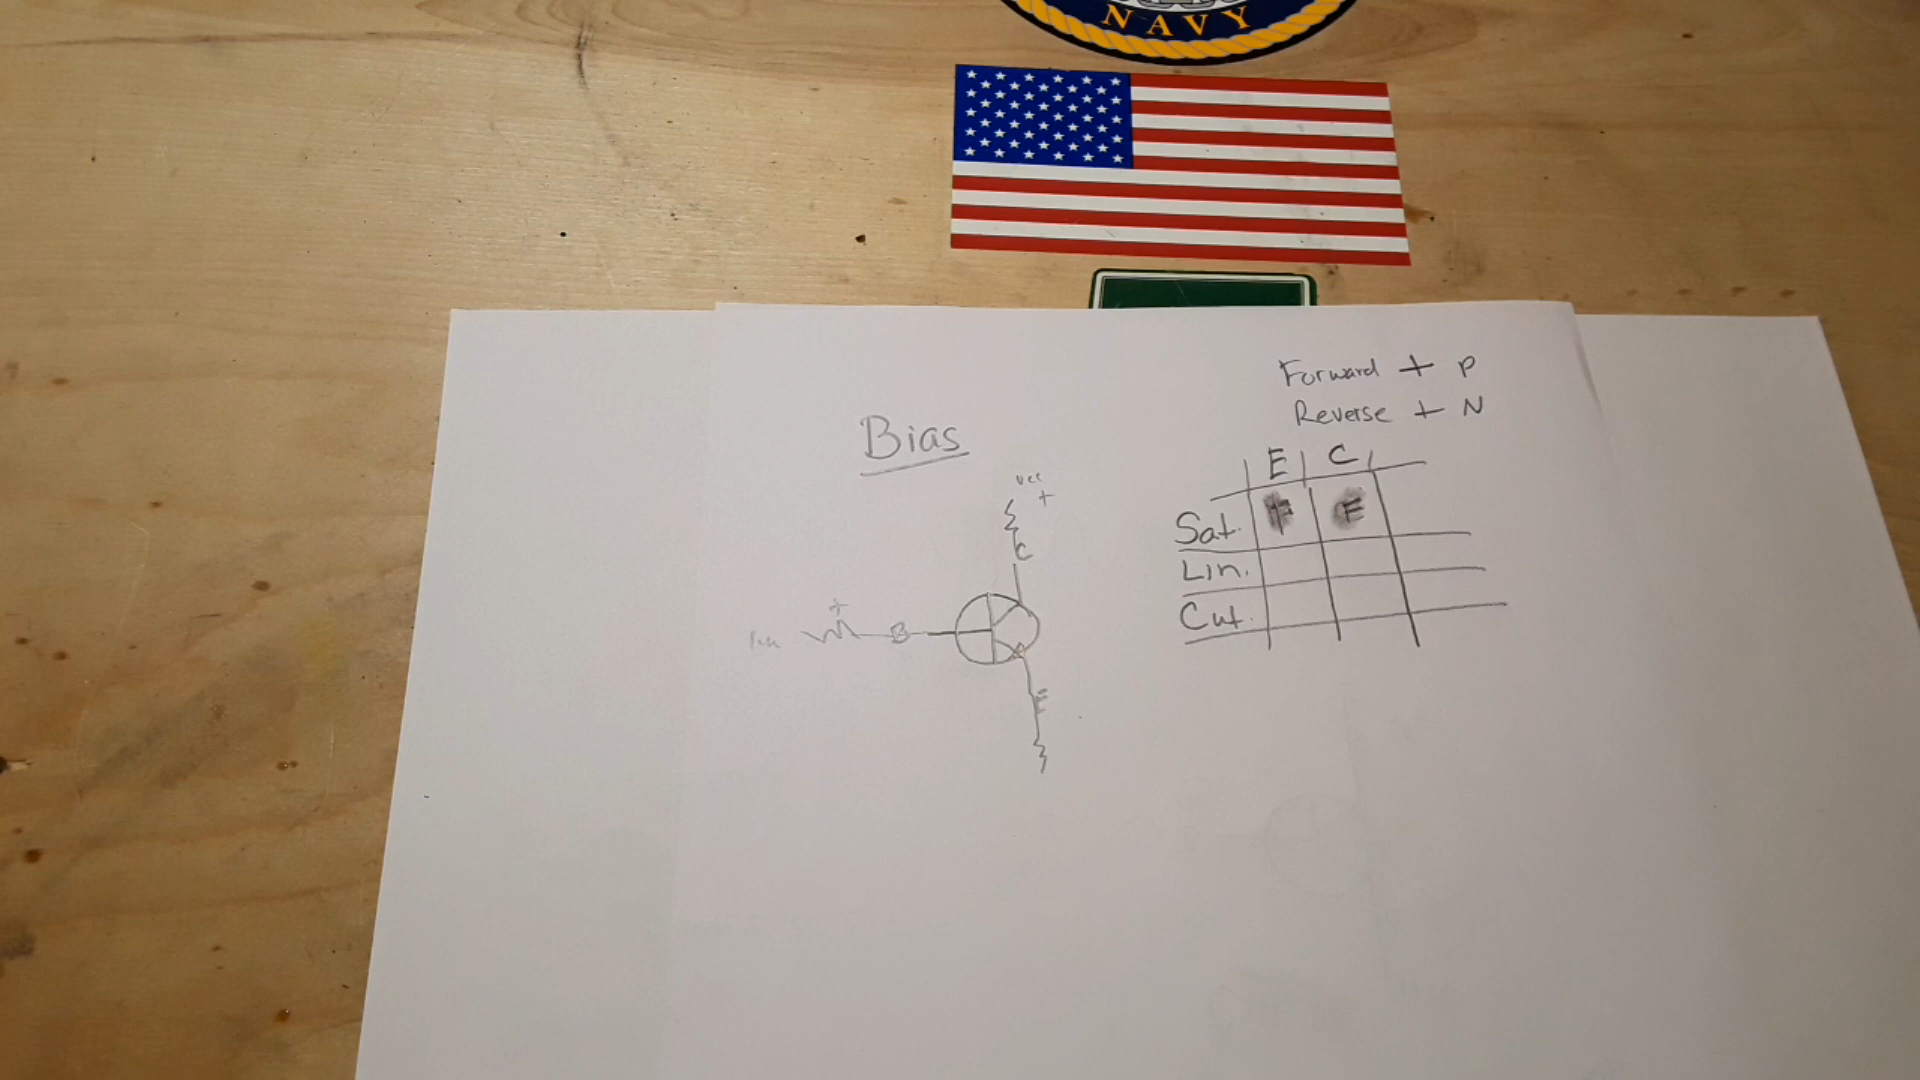 NAVY
Forward + P
Reverse + N
Bias
E C
Vcc
+
Sat. F F
C
Lin.
+
B
Cut.
E